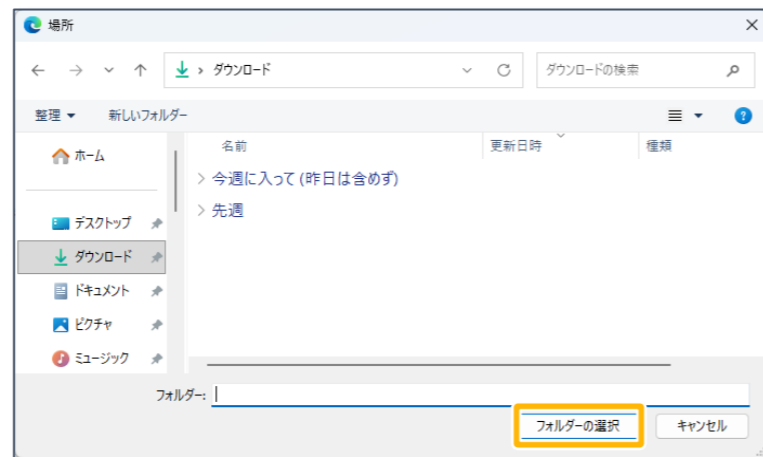 場所
ダウンロード
ダウンロードの検索
整理
新しいフォルダー
ホーム
デスクトップ
ダウンロード
ドキュメント
ピクチャ
ミュージック
名前
更新日時
種類
今週に入って (昨日は含めず)
先週
フォルダー:
フォルダーの選択
キャンセル